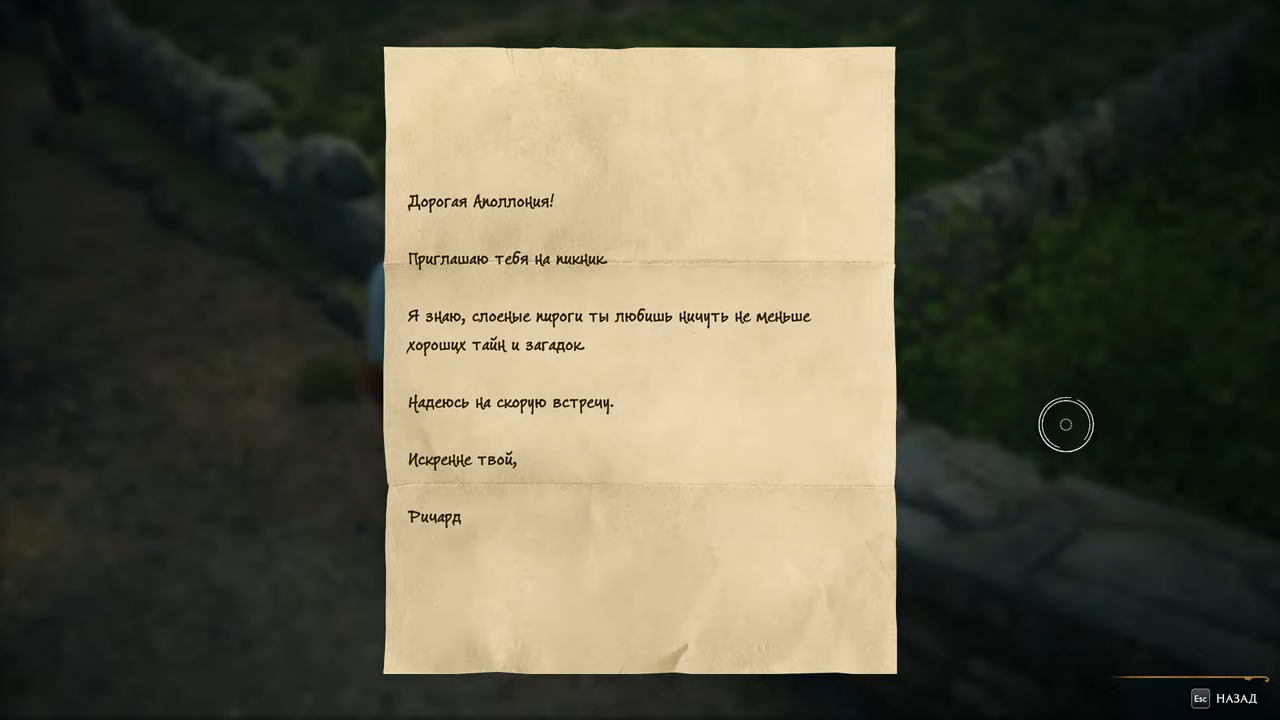 Дорогая Аполлония!
Приглашаю тебя на пикник.
Я знаю, слоеные пироги ты любишь ничуть не меньше
хороших тайн и загадок.
Надеюсь на скорую встречу.
Искренне твой,
Ричард
Esc НАЗАД